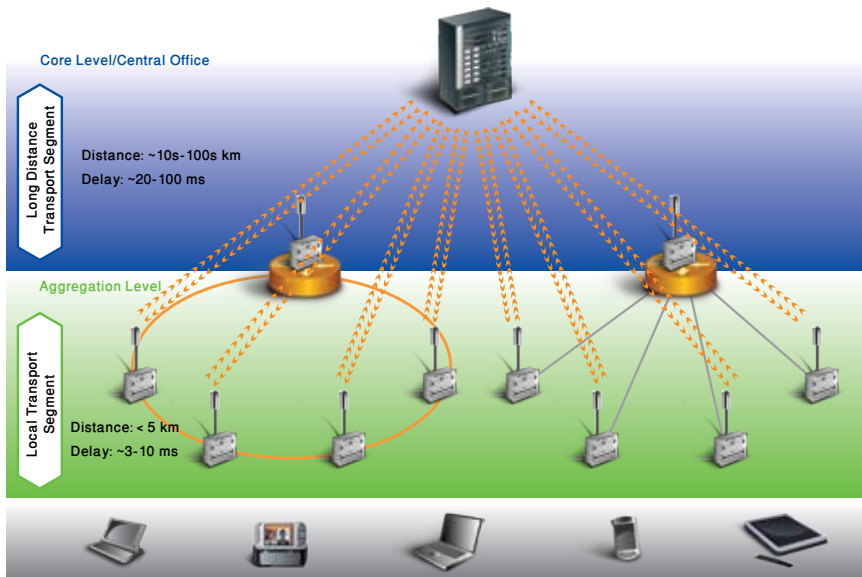 Core Level/Central Office
Long Distance
Transport Segment
Distance: ~10s-100s km
Delay: ~20-100 ms
Aggregation Level
Local Transport
Segment
Distance: < 5 km
Delay: ~3-10 ms